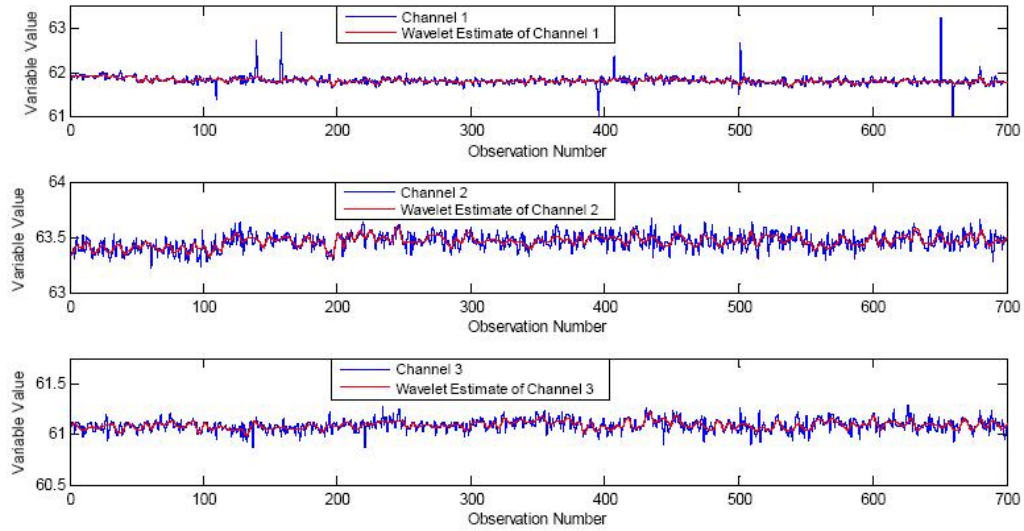 Channel 1
Wavelet Estimate of Channel 1
Variable Value
63
62
61
0 100 200 300 400 500 600 700
Observation Number
Channel 2
Wavelet Estimate of Channel 2
Variable Value
64
63.5
63
0 100 200 300 400 500 600 700
Observation Number
Channel 3
Wavelet Estimate of Channel 3
Variable Value
61.5
61
60.5
0 100 200 300 400 500 600 700
Observation Number